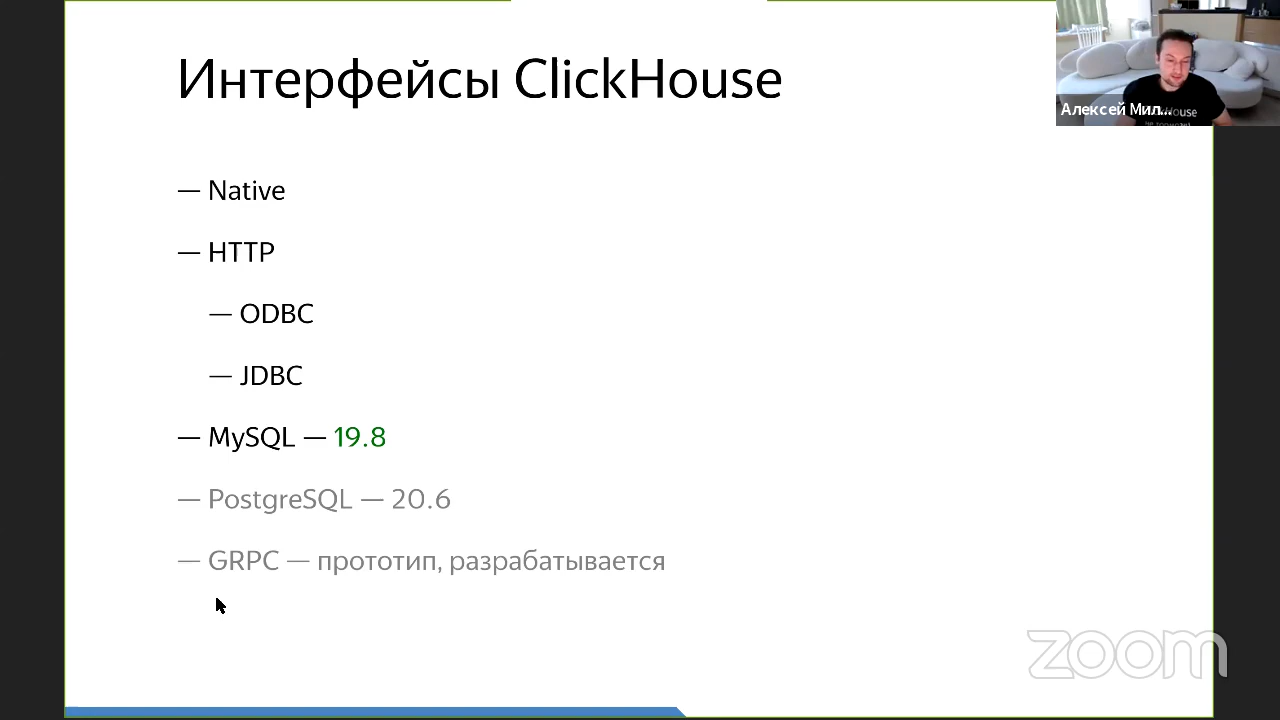 Интерфейсы ClickHouse
— Native
— HTTP
— ODBC
— JDBC
— MySQL — 19.8
— PostgreSQL — 20.6
— GRPC — прототип, разрабатывается
Алексей Мил...
zoom